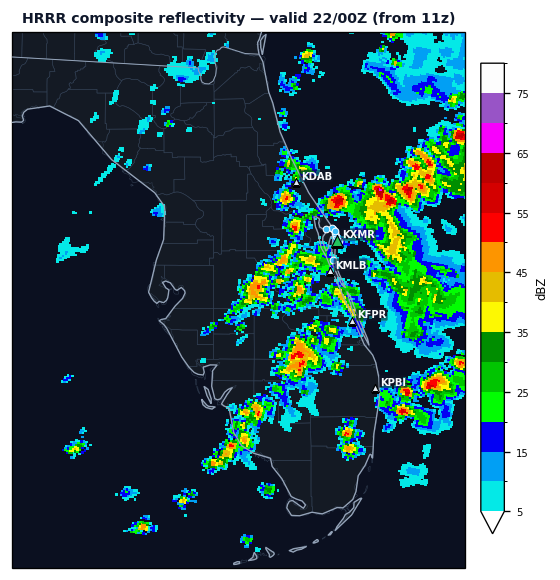 HRRR composite reflectivity — valid 22/00Z (from 11z)
KDAB
KXMR
KMLB
KFPR
KPBI
75
65
55
45
35
25
15
5
dBZ